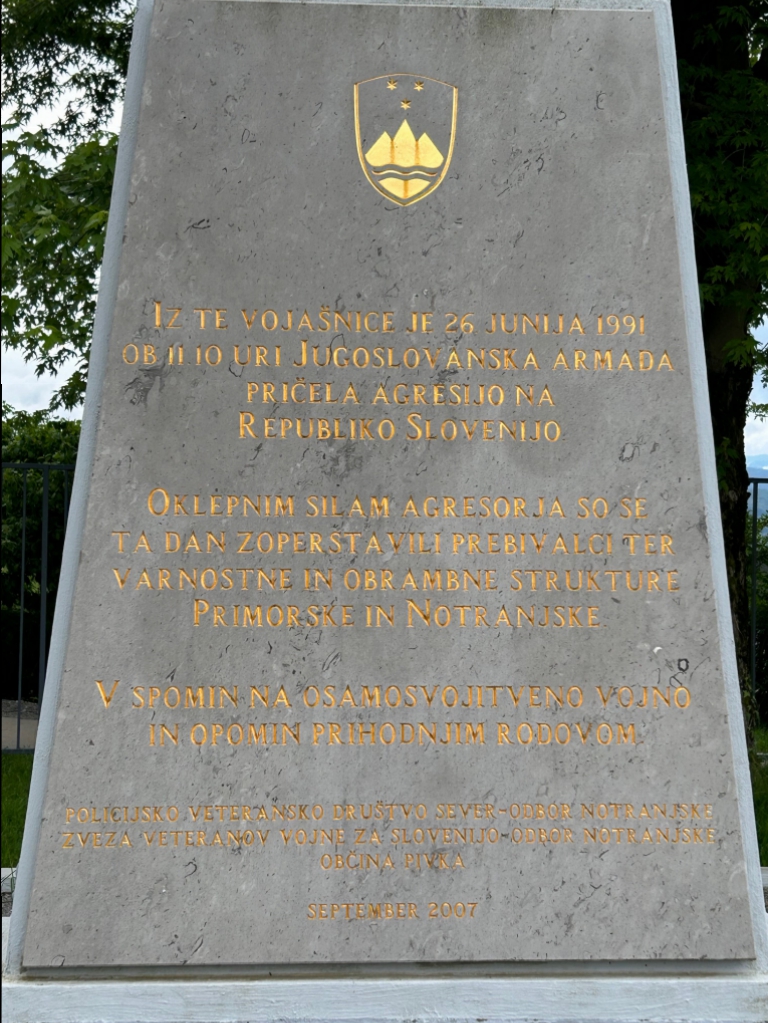 IZ TE VOJAŠNICE JE 26 JUNIJA 1991
OB 11.10 URI JUGOSLOVANSKA ARMADA
PRIČELA AGRESIJO NA
REPUBLIKO SLOVENIJO.
OKLEPNIM SILAM AGRESORJA SO SE
TA DAN ZOPERSTAVILI PREBIVALCI TER
VARNOSTNE IN OBRAMBNE STRUKTURE
PRIMORSKE IN NOTRANJSKE.
V SPOMIN NA OSAMOSVOJITVENO VOJNO
IN OPOMIN PRIHODNJIM RODOVOM
POLICIJSKO VETERANSKO DRUŠTVO SEVER-ODBOR NOTRANJSKE
ZVEZA VETERANOV VOJNE ZA SLOVENIJO-ODBOR NOTRANJSKE
OBČINA PIVKA
SEPTEMBER 2007